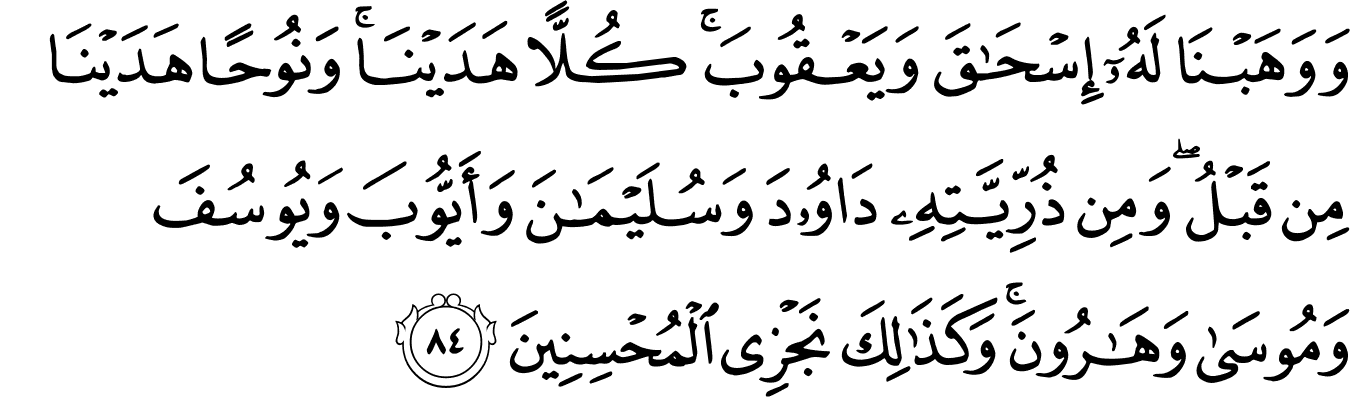 وَوَهَبۡنَا لَهُۥٓ إِسۡحَٰقَ وَيَعۡقُوبَۚ كُلًّا هَدَيۡنَاۚ وَنُوحًا هَدَيۡنَا
مِن قَبۡلُۖ وَمِن ذُرِّيَّتِهِۦ دَاوُۥدَ وَسُلَيۡمَٰنَ وَأَيُّوبَ وَيُوسُفَ
وَمُوسَىٰ وَهَٰرُونَۚ وَكَذَٰلِكَ نَجۡزِي ٱلۡمُحۡسِنِينَ ٨٤